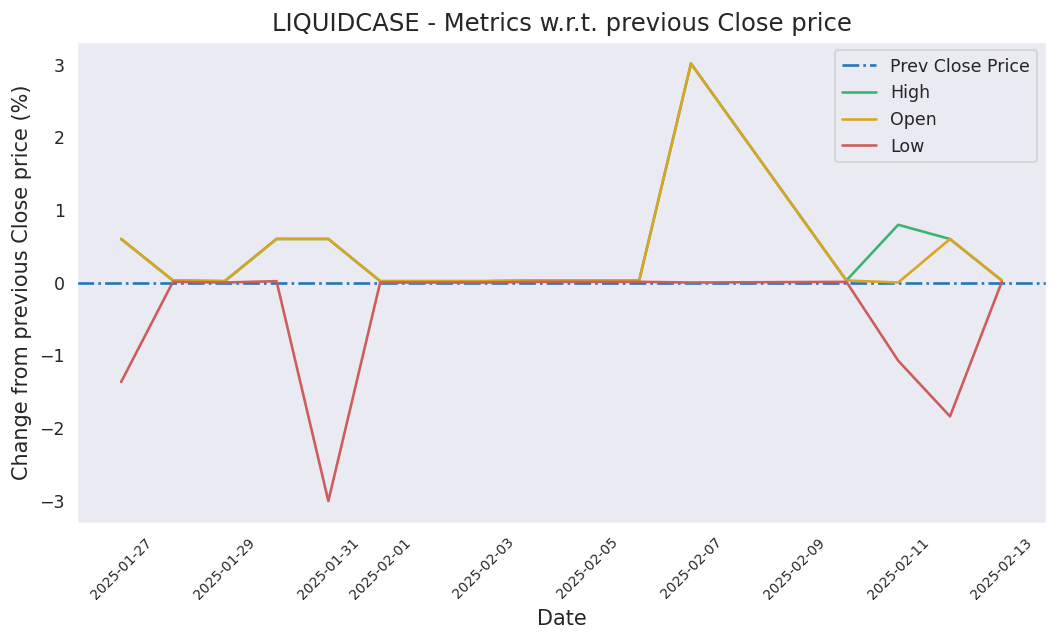 LIQUIDCASE - Metrics w.r.t. previous Close price
Change from previous Close price (%)
3
2
1
0
−1
−2
−3
Prev Close Price
High
Open
Low
2025-01-27
2025-01-29
2025-01-31
2025-02-01
2025-02-03
2025-02-05
2025-02-07
2025-02-09
2025-02-11
2025-02-13
Date